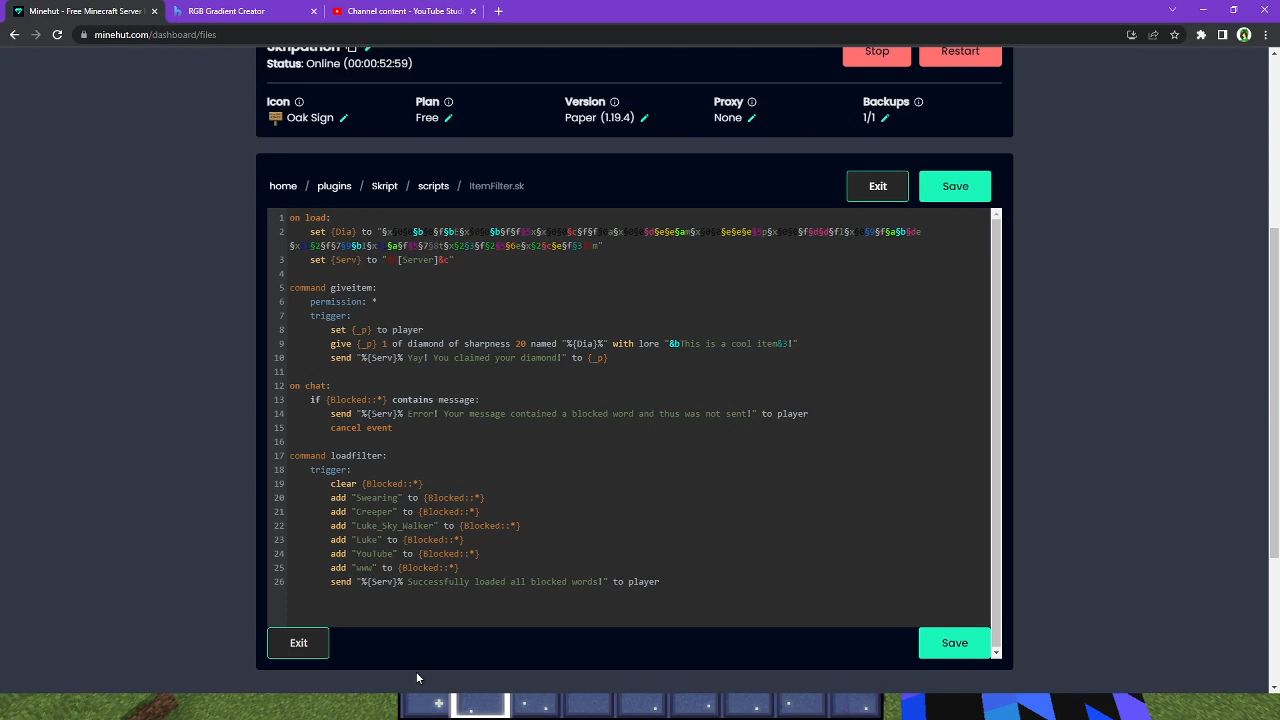 Minehut - Free Minecraft Server
RGB Gradient Creator
Channel content - YouTube Stud
minehut.com/dashboard/files
Skripathon
Stop
Restart
Status: Online (00:00:52:59)
Icon
Plan
Version
Proxy
Backups
Oak Sign
Free
Paper (1.19.4)
None
1/1
home / plugins / Skript / scripts / ItemFilter.sk
Exit
Save
1 on load:
2 set {Dia} to
3 set {Serv} to "[Server]&c"
4
5 command giveitem:
6 permission: *
7 trigger:
8 set {_p} to player
9 give {_p} 1 of diamond of sharpness 20 named "%{Dia}%" with lore "&bThis is a cool item&3!"
10 send "%{Serv}% Yay! You claimed your diamond!" to {_p}
11
12 on chat:
13 if {Blocked::*} contains message:
14 send "%{Serv}% Error! Your message contained a blocked word and thus was not sent!" to player
15 cancel event
16
17 command loadfilter:
18 trigger:
19 clear {Blocked::*}
20 add "Swearing" to {Blocked::*}
21 add "Creeper" to {Blocked::*}
22 add "Luke_Sky_Walker" to {Blocked::*}
23 add "Luke" to {Blocked::*}
24 add "YouTube" to {Blocked::*}
25 add "www" to {Blocked::*}
26 send "%{Serv}% Successfully loaded all blocked words!" to player
Exit
Save